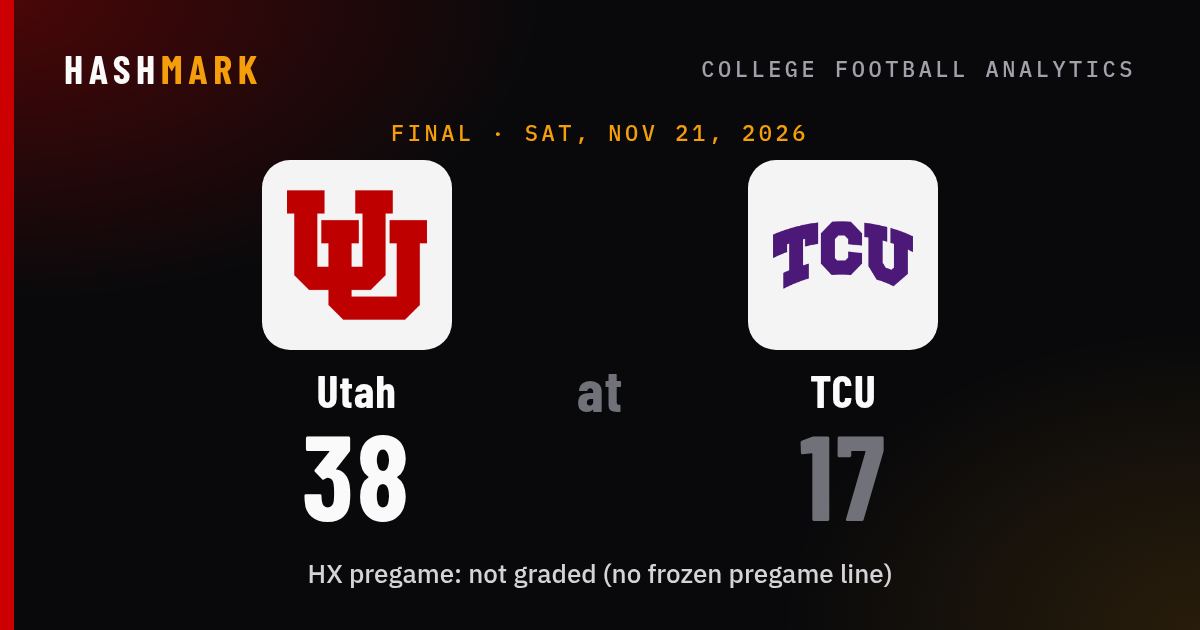 HASHMARK
COLLEGE FOOTBALL ANALYTICS
FINAL · SAT, NOV 21, 2026
UU
TCU
Utah
at
TCU
38
17
HX pregame: not graded (no frozen pregame line)